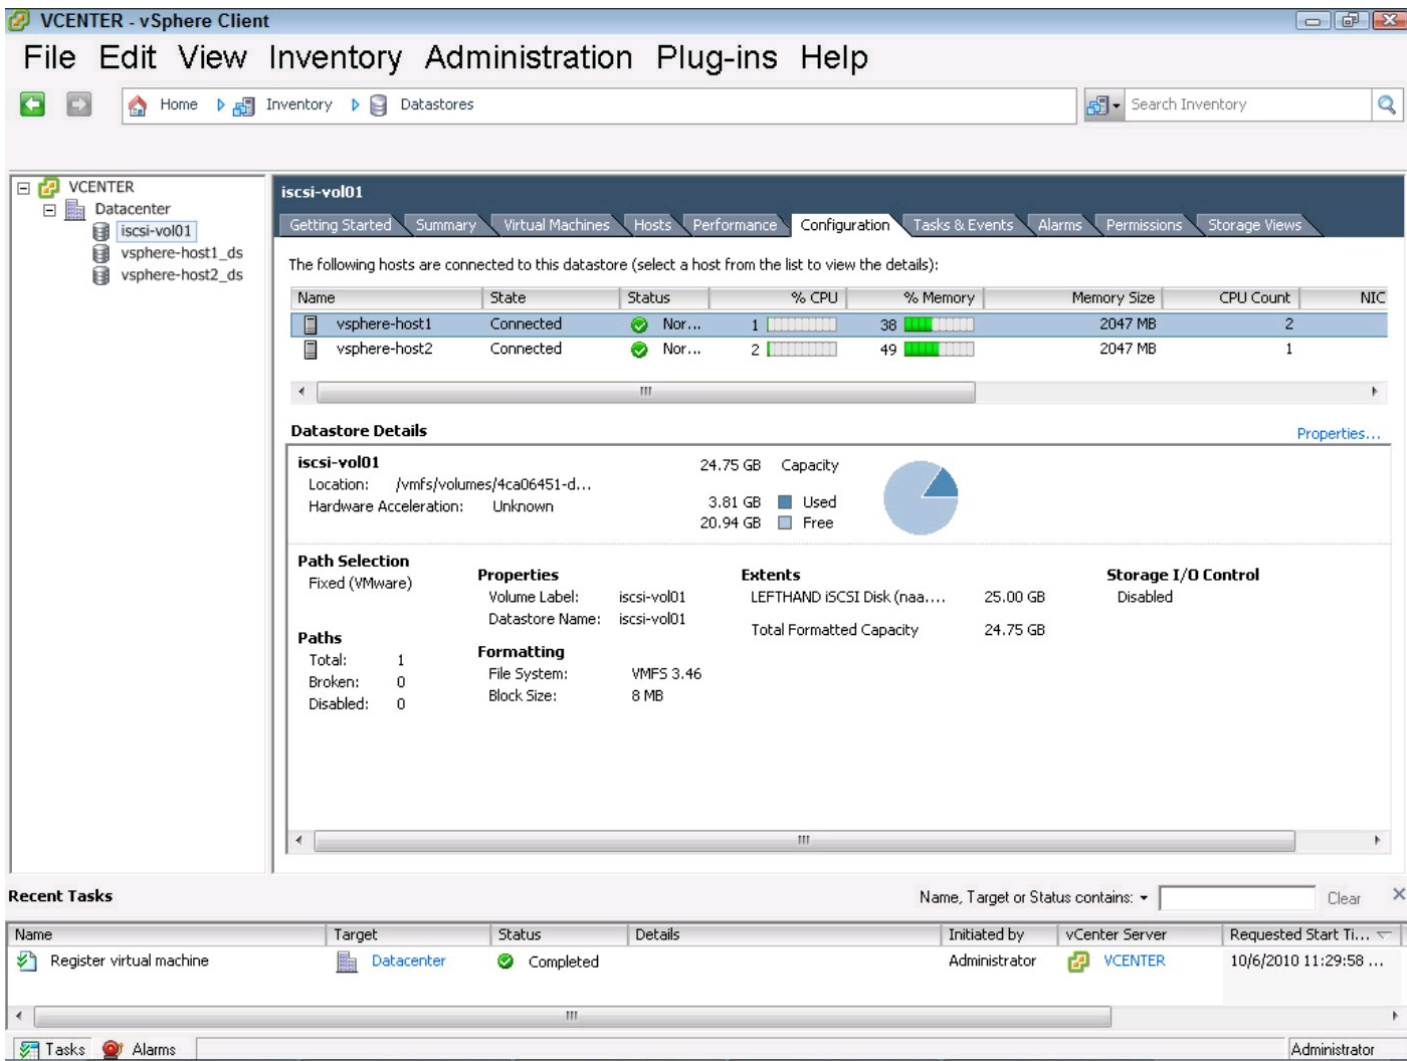 VCENTER - vSphere Client
File Edit View Inventory Administration Plug-ins Help
Home Inventory Datastores Search Inventory
VCENTER
Datacenter
iscsi-vol01
vsphere-host1_ds
vsphere-host2_ds
iscsi-vol01
Getting Started Summary Virtual Machines Hosts Performance Configuration Tasks & Events Alarms Permissions Storage Views
The following hosts are connected to this datastore (select a host from the list to view the details):
Name State Status % CPU % Memory Memory Size CPU Count NIC
vsphere-host1 Connected Nor... 1 38 2047 MB 2
vsphere-host2 Connected Nor... 2 49 2047 MB 1
Datastore Details Properties...
iscsi-vol01 24.75 GB Capacity
Location: /vmfs/volumes/4ca06451-d...
Hardware Acceleration: Unknown
3.81 GB Used
20.94 GB Free
Path Selection
Fixed (VMware)
Paths
Total: 1
Broken: 0
Disabled: 0
Properties
Volume Label: iscsi-vol01
Datastore Name: iscsi-vol01
Formatting
File System: VMFS 3.46
Block Size: 8 MB
Extents
LEFTHAND iSCSI Disk (naa.... 25.00 GB
Total Formatted Capacity 24.75 GB
Storage I/O Control
Disabled
Recent Tasks Name, Target or Status contains: Clear
Name Target Status Details Initiated by vCenter Server Requested Start Ti...
Register virtual machine Datacenter Completed Administrator VCENTER 10/6/2010 11:29:58 ...
Tasks Alarms Administrator